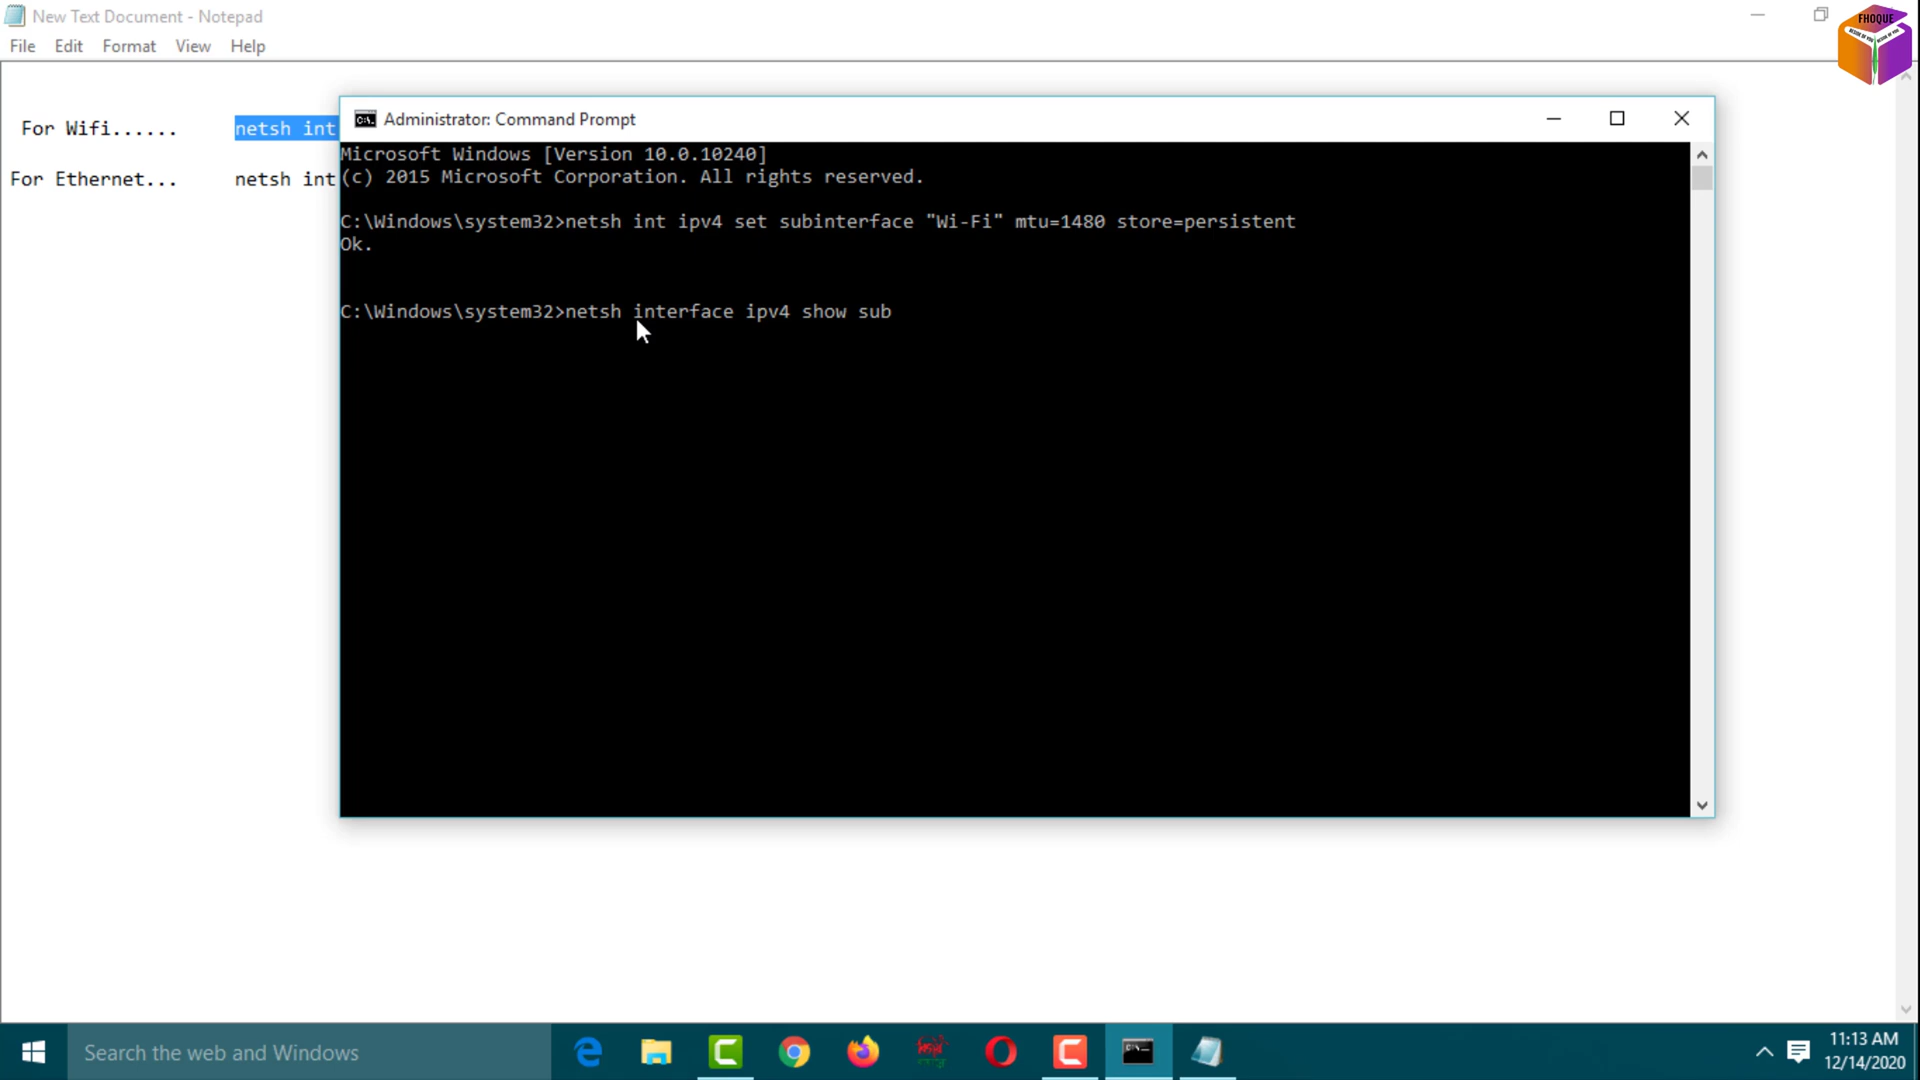 New Text Document - Notepad
File Edit Format View Help
For Wifi...... netsh int
For Ethernet... netsh int
Administrator: Command Prompt
Microsoft Windows [Version 10.0.10240]
(c) 2015 Microsoft Corporation. All rights reserved.
C:\Windows\system32>netsh int ipv4 set subinterface "Wi-Fi" mtu=1480 store=persistent
Ok.
C:\Windows\system32>netsh interface ipv4 show sub
FHOQUE
Search the web and Windows
11:13 AM
12/14/2020